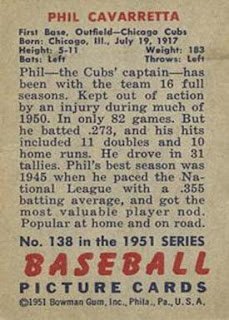 PHIL CAVARRETTA
First Base, Outfield—Chicago Cubs
Born: Chicago, Ill., July 19, 1917
Height: 5-11 Weight: 183
Bats: Left Throws: Left
Phil—the Cubs' captain—has
been with the team 16 full
seasons. Kept out of action
by an injury during much of
1950. In only 82 games. But
he batted .273, and his hits
included 11 doubles and 10
home runs. He drove in 31
tallies. Phil's best season was
1945 when he paced the Na-
tional League with a .355
batting average, and got the
most valuable player nod.
Popular at home and on road.
No. 138 in the 1951 SERIES
BASEBALL
PICTURE CARDS
©1951 Bowman Gum, Inc., Phila., Pa., U. S. A.